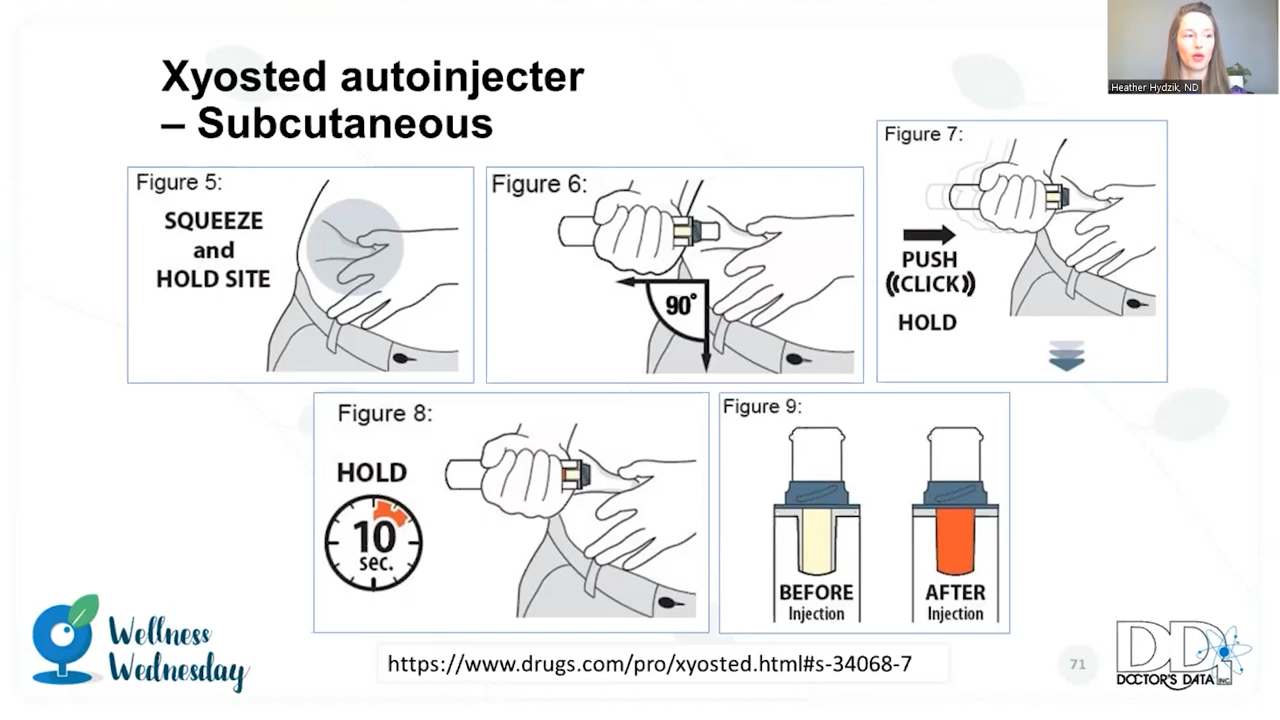 Xyosted autoinjecter
– Subcutaneous
Heather Hydzik, ND
Figure 5:
SQUEEZE
and
HOLD SITE
Figure 6:
90°
Figure 7:
PUSH
((CLICK))
HOLD
Figure 8:
HOLD
10
sec.
Figure 9:
BEFORE
Injection
AFTER
Injection
Wellness
Wednesday
https://www.drugs.com/pro/xyosted.html#s-34068-7
71
DDI
DOCTOR'S DATA INC.